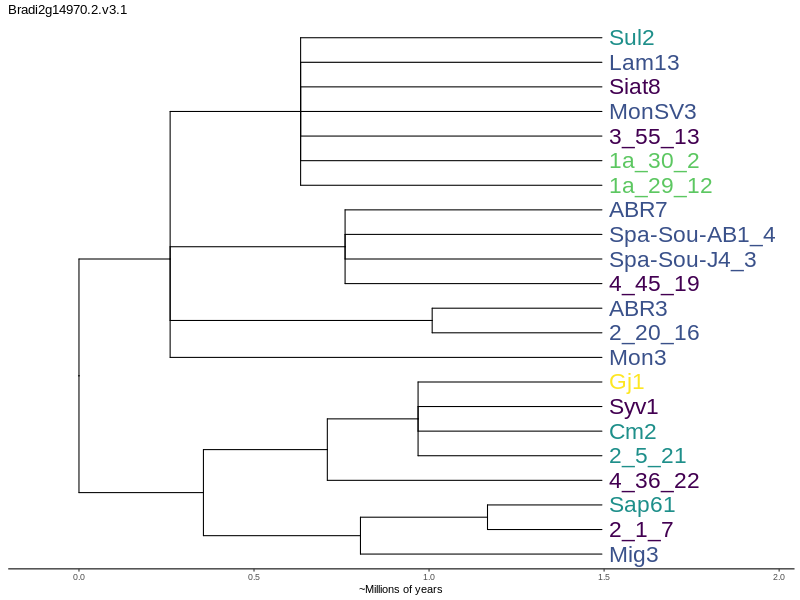 Bradi2g14970.2.v3.1
Sul2
Lam13
Siat8
MonSV3
3_55_13
1a_30_2
1a_29_12
ABR7
Spa-Sou-AB1_4
Spa-Sou-J4_3
4_45_19
ABR3
2_20_16
Mon3
Gj1
Syv1
Cm2
2_5_21
4_36_22
Sap61
2_1_7
Mig3
0.0 0.5 1.0 1.5 2.0
~Millions of years